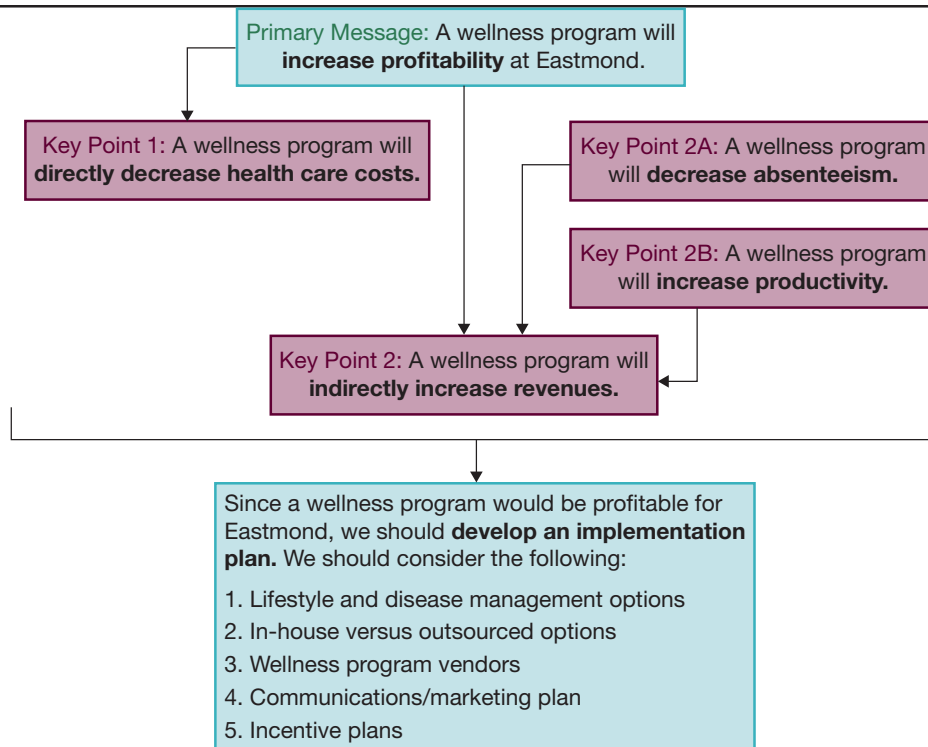 Primary Message: A wellness program will
increase profitability at Eastmond.
Key Point 1: A wellness program will
directly decrease health care costs.
Key Point 2A: A wellness program
will decrease absenteeism.
Key Point 2B: A wellness program
will increase productivity.
Key Point 2: A wellness program will
indirectly increase revenues.
Since a wellness program would be profitable for
Eastmond, we should develop an implementation
plan. We should consider the following:
1. Lifestyle and disease management options
2. In-house versus outsourced options
3. Wellness program vendors
4. Communications/marketing plan
5. Incentive plans